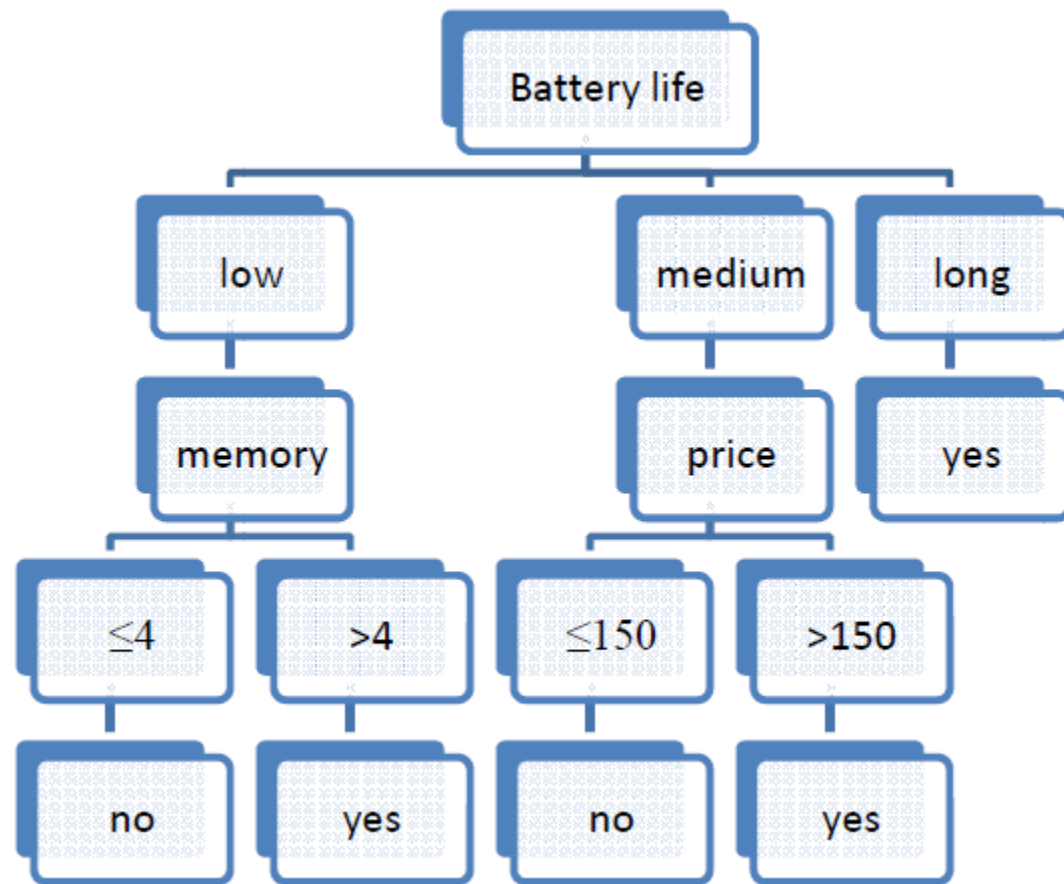 Battery life
low
medium
long
memory
price
yes
≤4
>4
≤150
>150
no
yes
no
yes